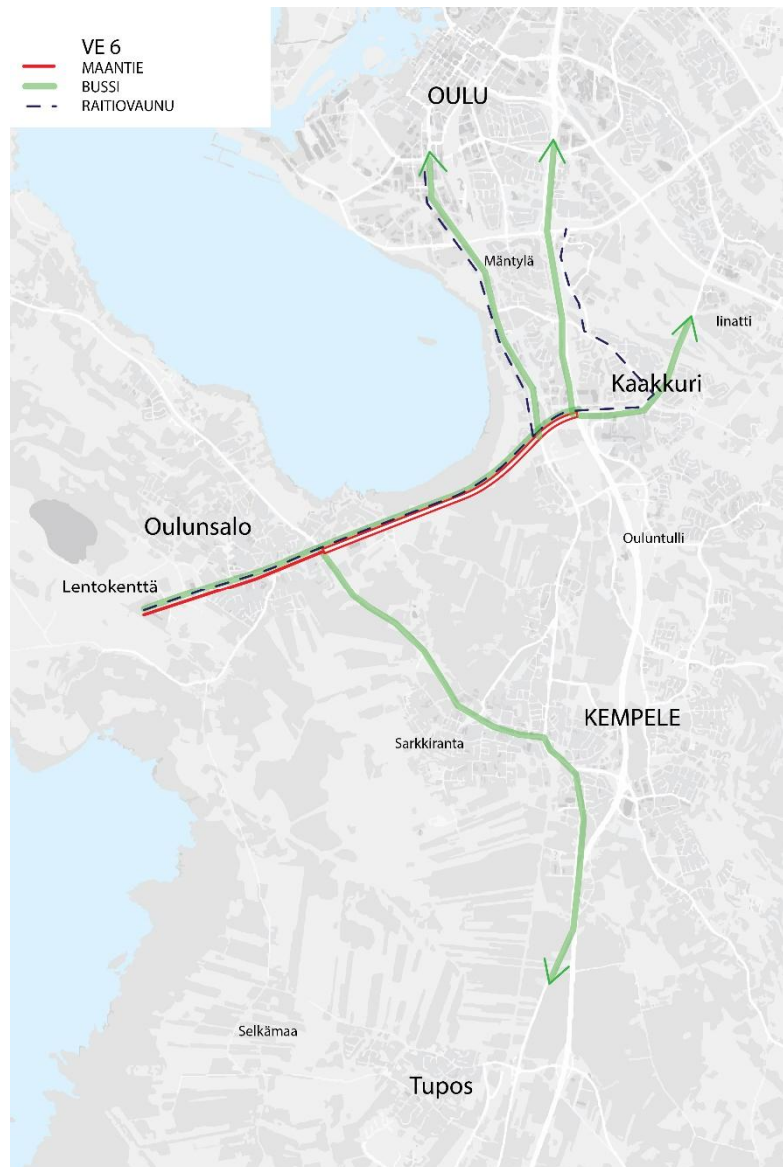 VE 6
MAANTIE
BUSSI
RAITIOVAUNU
OULU
Mäntylä
Iinatti
Kaakkuri
Oulunsalo
Ouluntulli
Lentokenttä
KEMPELE
Sarkkiranta
Selkämaa
Tupos